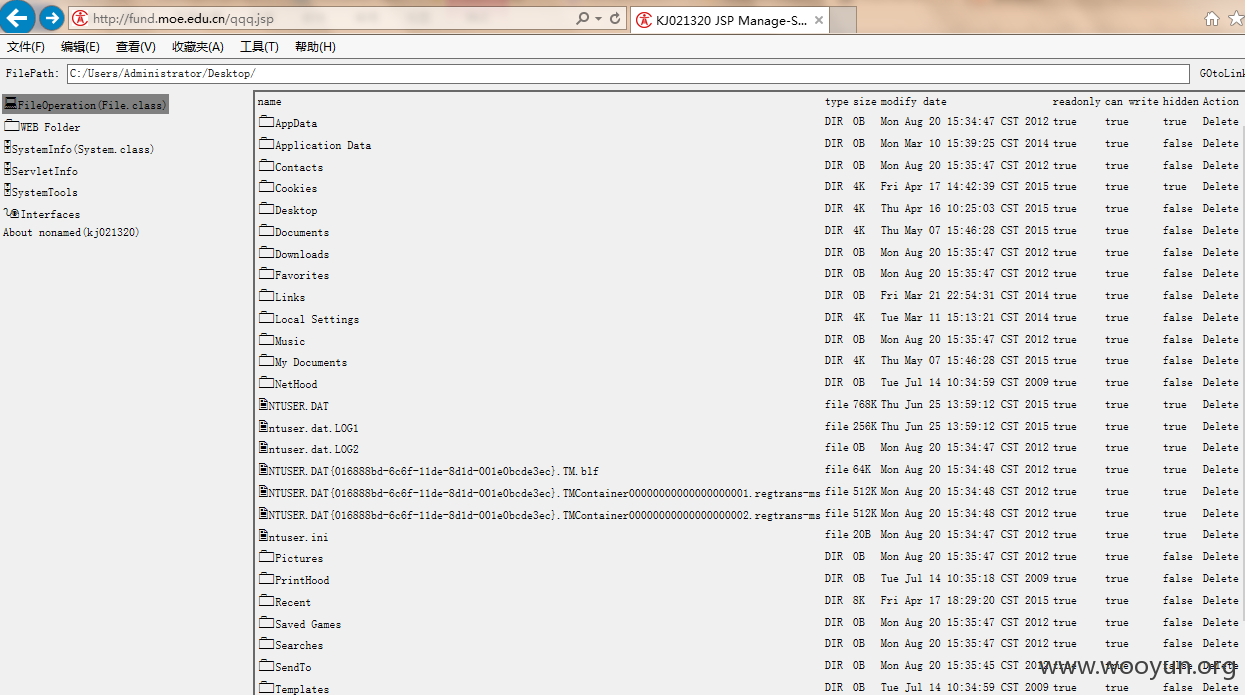 http://fund.moe.edu.cn/qqq.jsp
KJ021320 JSP Manage-S...
文件(F) 编辑(E) 查看(V) 收藏夹(A) 工具(T) 帮助(H)
FilePath: C:/Users/Administrator/Desktop/ GOtoLink
FileOperation(File.class)
WEB Folder
SystemInfo(System.class)
ServletInfo
SystemTools
Interfaces
About nonamed(kj021320)
name type size modify date readonly can write hidden Action
AppData DIR 0B Mon Aug 20 15:34:47 CST 2012 true true true Delete
Application Data DIR 0B Mon Mar 10 15:39:25 CST 2014 true true false Delete
Contacts DIR 0B Mon Aug 20 15:35:47 CST 2012 true true false Delete
Cookies DIR 4K Fri Apr 17 14:42:39 CST 2015 true true true Delete
Desktop DIR 4K Thu Apr 16 10:25:03 CST 2015 true true false Delete
Documents DIR 4K Thu May 07 15:46:28 CST 2015 true true false Delete
Downloads DIR 0B Mon Aug 20 15:35:47 CST 2012 true true false Delete
Favorites DIR 0B Mon Aug 20 15:35:47 CST 2012 true true false Delete
Links DIR 0B Fri Mar 21 22:54:31 CST 2014 true true false Delete
Local Settings DIR 4K Tue Mar 11 15:13:21 CST 2014 true true false Delete
Music DIR 0B Mon Aug 20 15:35:47 CST 2012 true true false Delete
My Documents DIR 4K Thu May 07 15:46:28 CST 2015 true true false Delete
NetHood DIR 0B Tue Jul 14 10:34:59 CST 2009 true true false Delete
NTUSER.DAT file 768K Thu Jun 25 13:59:12 CST 2015 true true true Delete
ntuser.dat.LOG1 file 256K Thu Jun 25 13:59:12 CST 2015 true true true Delete
ntuser.dat.LOG2 file 0B Mon Aug 20 15:34:47 CST 2012 true true true Delete
NTUSER.DAT{016888bd-6c6f-11de-8d1d-001e0bcde3ec}.TM.blf file 64K Mon Aug 20 15:34:48 CST 2012 true true true Delete
NTUSER.DAT{016888bd-6c6f-11de-8d1d-001e0bcde3ec}.TMContainer00000000000000000001.regtrans-ms file 512K Mon Aug 20 15:34:48 CST 2012 true true true Delete
NTUSER.DAT{016888bd-6c6f-11de-8d1d-001e0bcde3ec}.TMContainer00000000000000000002.regtrans-ms file 512K Mon Aug 20 15:34:48 CST 2012 true true true Delete
ntuser.ini file 20B Mon Aug 20 15:34:47 CST 2012 true true true Delete
Pictures DIR 0B Mon Aug 20 15:35:47 CST 2012 true true false Delete
PrintHood DIR 0B Tue Jul 14 10:35:18 CST 2009 true true false Delete
Recent DIR 8K Fri Apr 17 18:29:20 CST 2015 true true false Delete
Saved Games DIR 0B Mon Aug 20 15:35:47 CST 2012 true true false Delete
Searches DIR 0B Mon Aug 20 15:35:47 CST 2012 true true false Delete
SendTo DIR 0B Mon Aug 20 15:35:45 CST 2012 true true false Delete
Templates DIR 0B Tue Jul 14 10:34:59 CST 2009 true true false Delete
www.wooyun.org